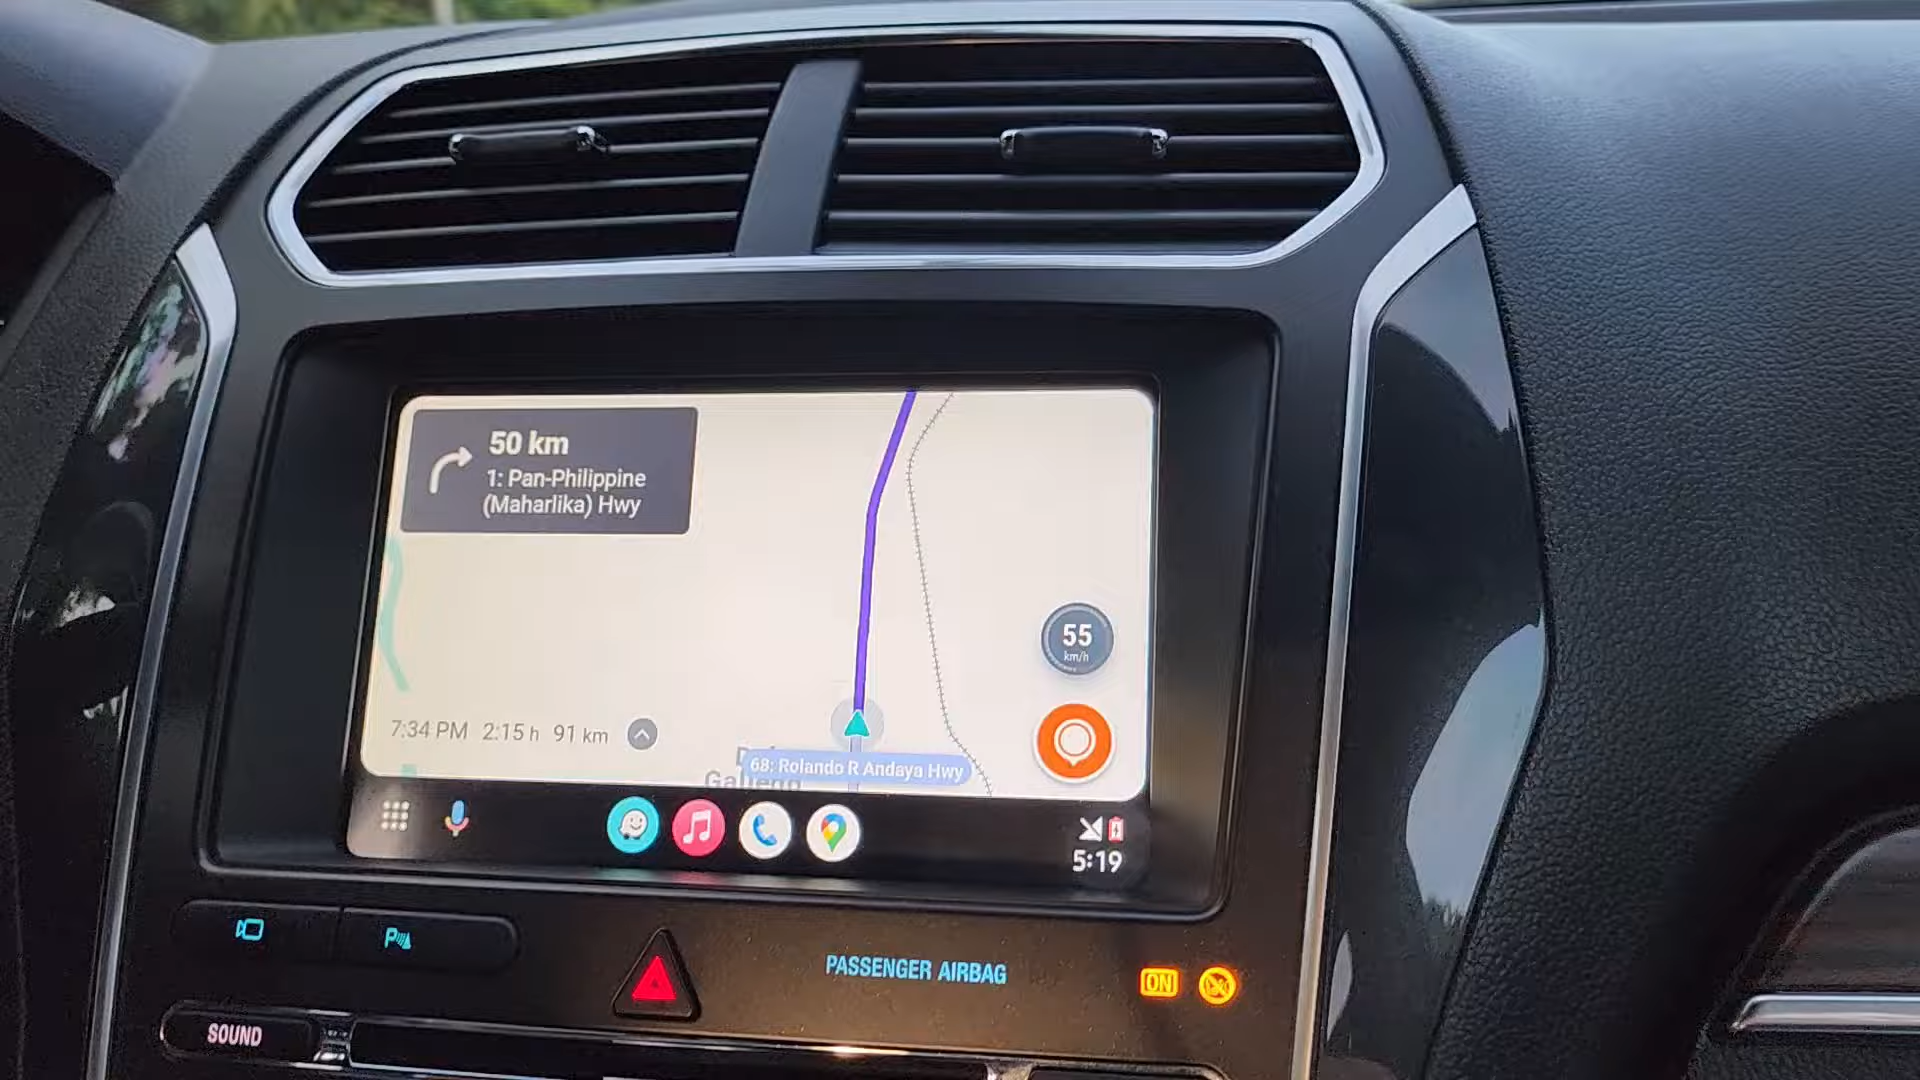 50 km
1: Pan-Philippine
(Maharlika) Hwy
55
km/h
7:34 PM 2:15 h 91 km
68: Rolando R Andaya Hwy
5:19
PASSENGER AIRBAG
ON
SOUND